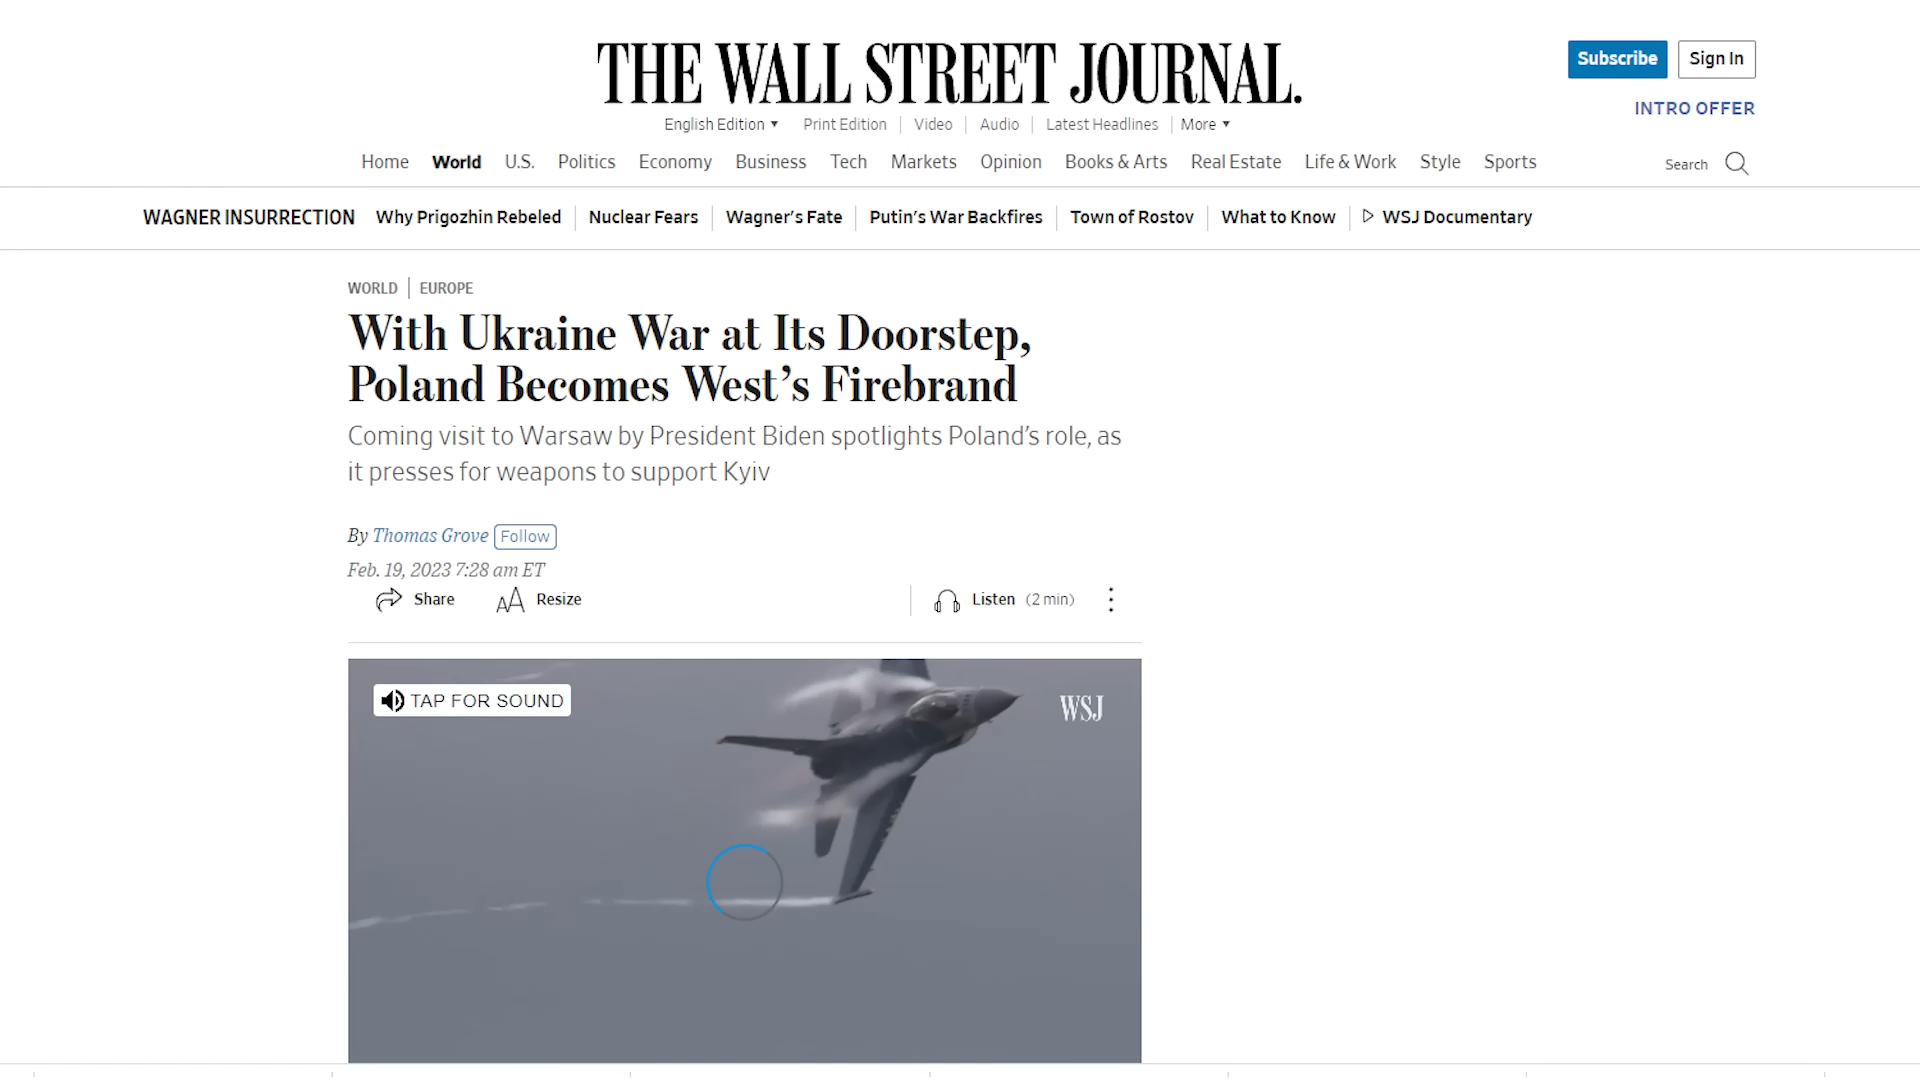 THE WALL STREET JOURNAL.
Subscribe
Sign In
INTRO OFFER
English Edition
Print Edition
Video
Audio
Latest Headlines
More
Home
World
U.S.
Politics
Economy
Business
Tech
Markets
Opinion
Books & Arts
Real Estate
Life & Work
Style
Sports
Search
WAGNER INSURRECTION
Why Prigozhin Rebeled
Nuclear Fears
Wagner's Fate
Putin's War Backfires
Town of Rostov
What to Know
WSJ Documentary
WORLD
EUROPE
With Ukraine War at Its Doorstep,
Poland Becomes West's Firebrand
Coming visit to Warsaw by President Biden spotlights Poland's role, as
it presses for weapons to support Kyiv
By Thomas Grove Follow
Feb. 19, 2023 7:28 am ET
Share
AA Resize
Listen (2 min)
TAP FOR SOUND
WSJ